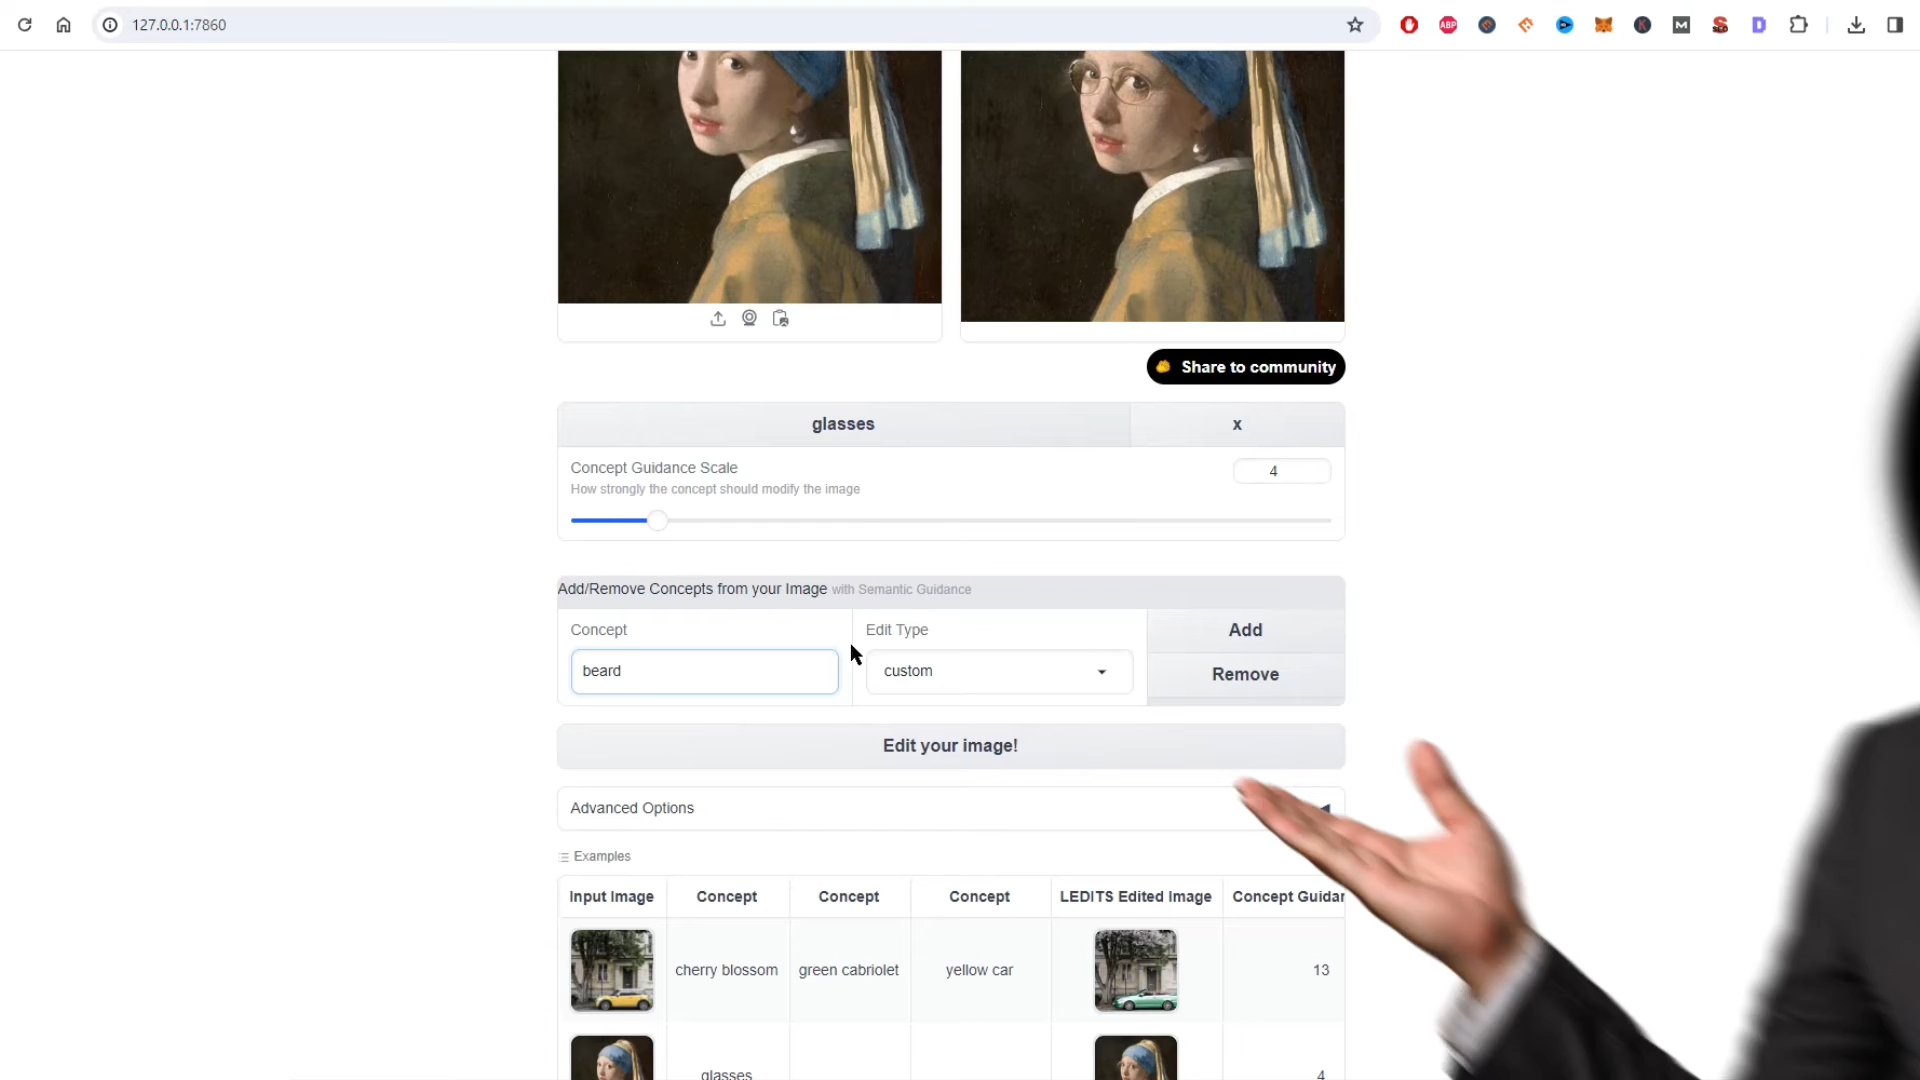 127.0.0.1:7860
ABP
K
M
D
Share to community
glasses
x
Concept Guidance Scale
4
How strongly the concept should modify the image
Add/Remove Concepts from your Image with Semantic Guidance
Concept
Edit Type
Add
beard
custom
Remove
Edit your image!
Advanced Options
Examples
Input Image
Concept
Concept
Concept
LEDITS Edited Image
Concept Guidan
cherry blossom
green cabriolet
yellow car
13
glasses
4